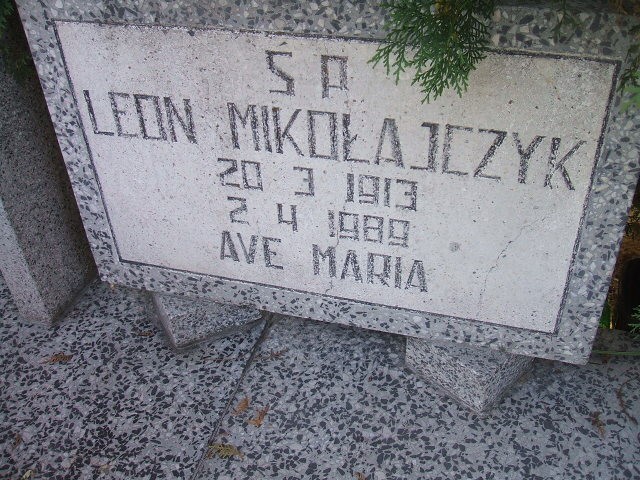 Ś P
LEON MIKOŁAJCZYK
20 3 1913
2 4 1989
AVE MARIA